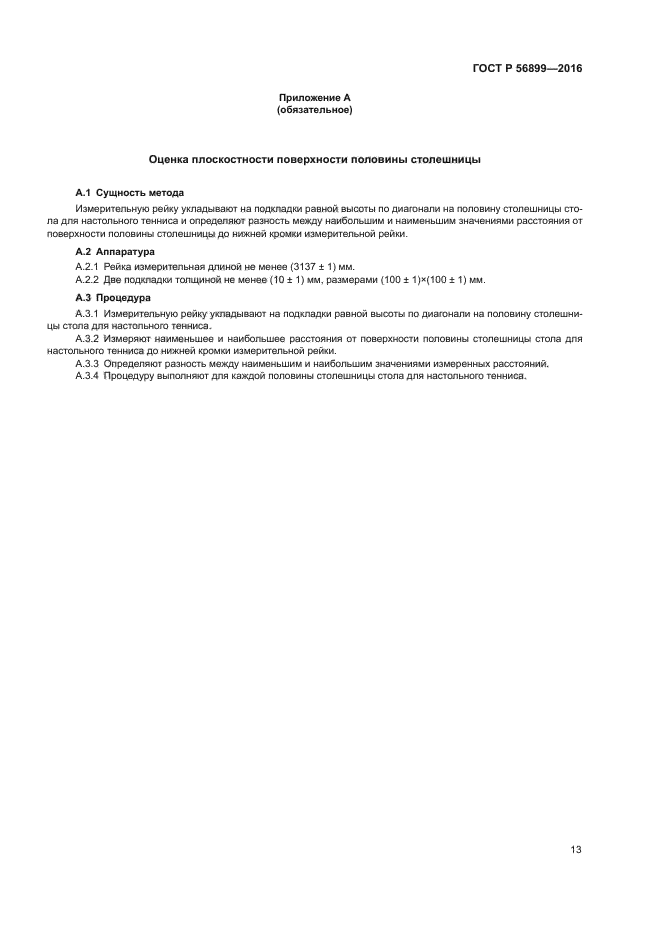 ГОСТ Р 56899—2016
Приложение А
(обязательное)
Оценка плоскостности поверхности половины столешницы
А.1 Сущность метода
Измерительную рейку укладывают на подкладки равной высоты по диагонали на половину столешницы сто-
ла для настольного тенниса и определяют разность между наибольшим и наименьшим значениями расстояния от
поверхности половины столешницы до нижней кромки измерительной рейки.
А.2 Аппаратура
А.2.1 Рейка измерительная длиной не менее (3137 ± 1) мм.
А.2.2 Две подкладки толщиной не менее (10 ± 1) мм, размерами (100 ± 1)×(100 ± 1) мм.
А.3 Процедура
А.3.1 Измерительную рейку укладывают на подкладки равной высоты по диагонали на половину столешни-
цы стола для настольного тенниса.
А.3.2 Измеряют наименьшее и наибольшее расстояния от поверхности половины столешницы стола для
настольного тенниса до нижней кромки измерительной рейки.
А.3.3 Определяют разность между наименьшим и наибольшим значениями измеренных расстояний.
А.3.4 Процедуру выполняют для каждой половины столешницы стола для настольного тенниса.
13